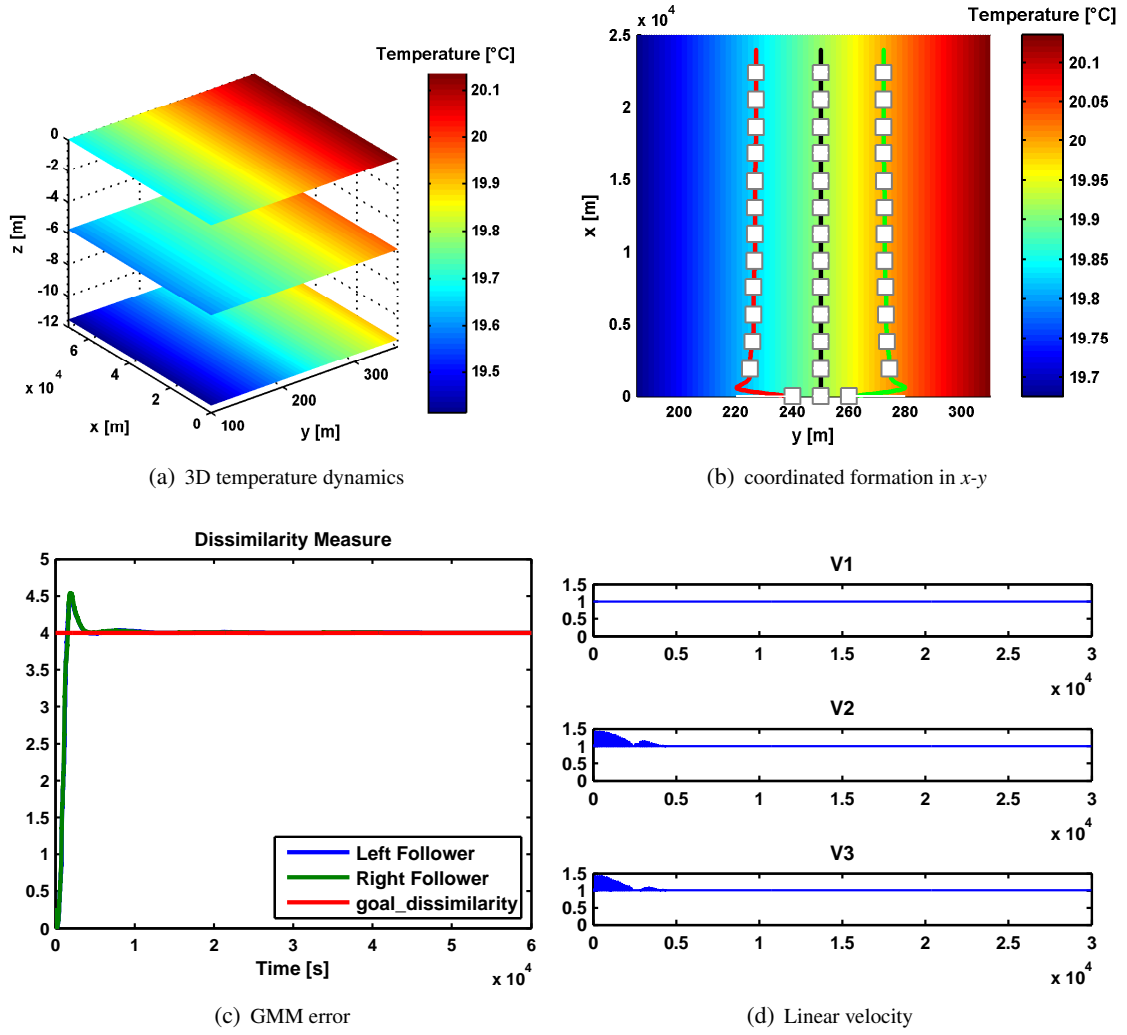 Temperature [°C]
20.1
20
19.9
19.8
19.7
19.6
19.5
0
-2
-4
-6
-8
-10
-12
z [m]
6
4
2
0
x 10^4
x [m]
100
200
300
y [m]
(a) 3D temperature dynamics
x 10^4
Temperature [°C]
2.5
2
1.5
1
0.5
0
x [m]
200
220
240
260
280
300
y [m]
20.1
20.05
20
19.95
19.9
19.85
19.8
19.75
19.7
(b) coordinated formation in x-y
Dissimilarity Measure
5
4.5
4
3.5
3
2.5
2
1.5
1
0.5
0
Left Follower
Right Follower
goal_dissimilarity
0 1 2 3 4 5 6
Time [s]
x 10^4
(c) GMM error
V1
1.5
1
0.5
0
0 0.5 1 1.5 2 2.5 3
x 10^4
V2
1.5
1
0.5
0
0 0.5 1 1.5 2 2.5 3
x 10^4
V3
1.5
1
0.5
0
0 0.5 1 1.5 2 2.5 3
x 10^4
(d) Linear velocity